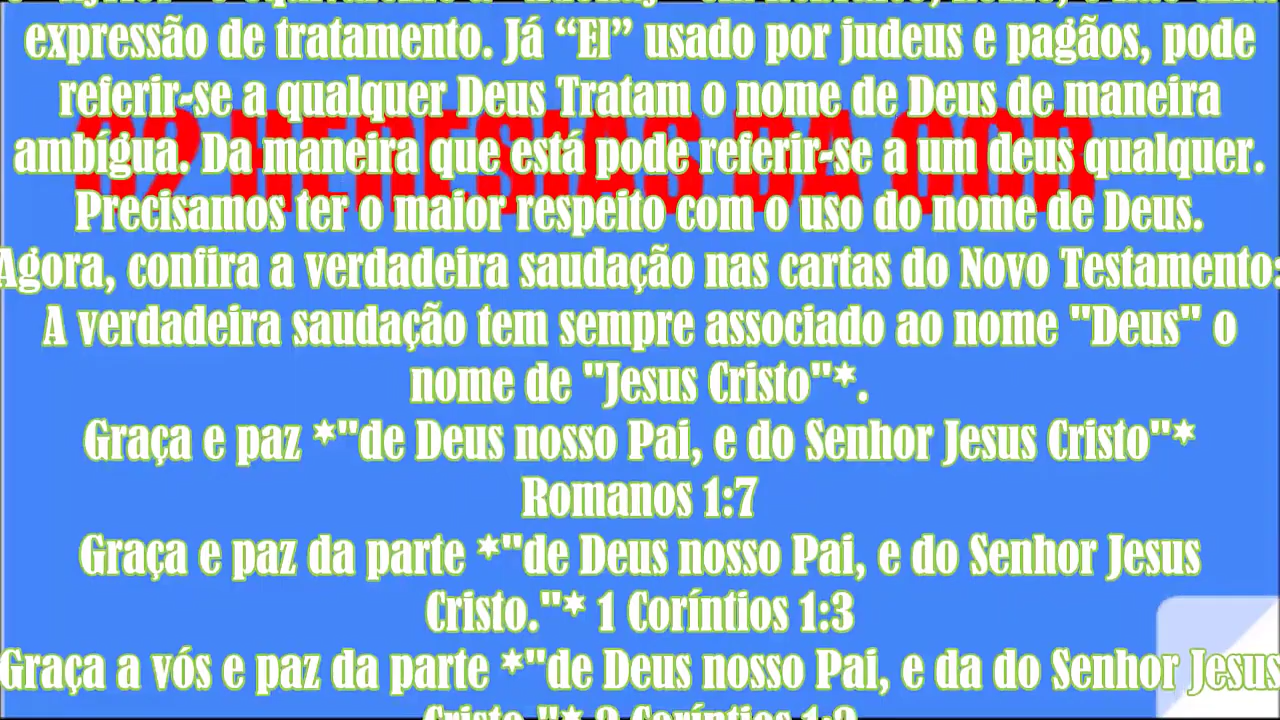 expressão de tratamento. Já “El” usado por judeus e pagãos, pode
referir-se a qualquer Deus Tratam o nome de Deus de maneira
ambígua. Da maneira que está pode referir-se a um deus qualquer.
Precisamos ter o maior respeito com o uso do nome de Deus.
Agora, confira a verdadeira saudação nas cartas do Novo Testamento:
A verdadeira saudação tem sempre associado ao nome "Deus" o
nome de "Jesus Cristo"*.
Graça e paz *"de Deus nosso Pai, e do Senhor Jesus Cristo"*
Romanos 1:7
Graça e paz da parte *"de Deus nosso Pai, e do Senhor Jesus
Cristo."* 1 Coríntios 1:3
Graça a vós e paz da parte *"de Deus nosso Pai, e da do Senhor Jesus
Cristo."* 2 Coríntios 1:2